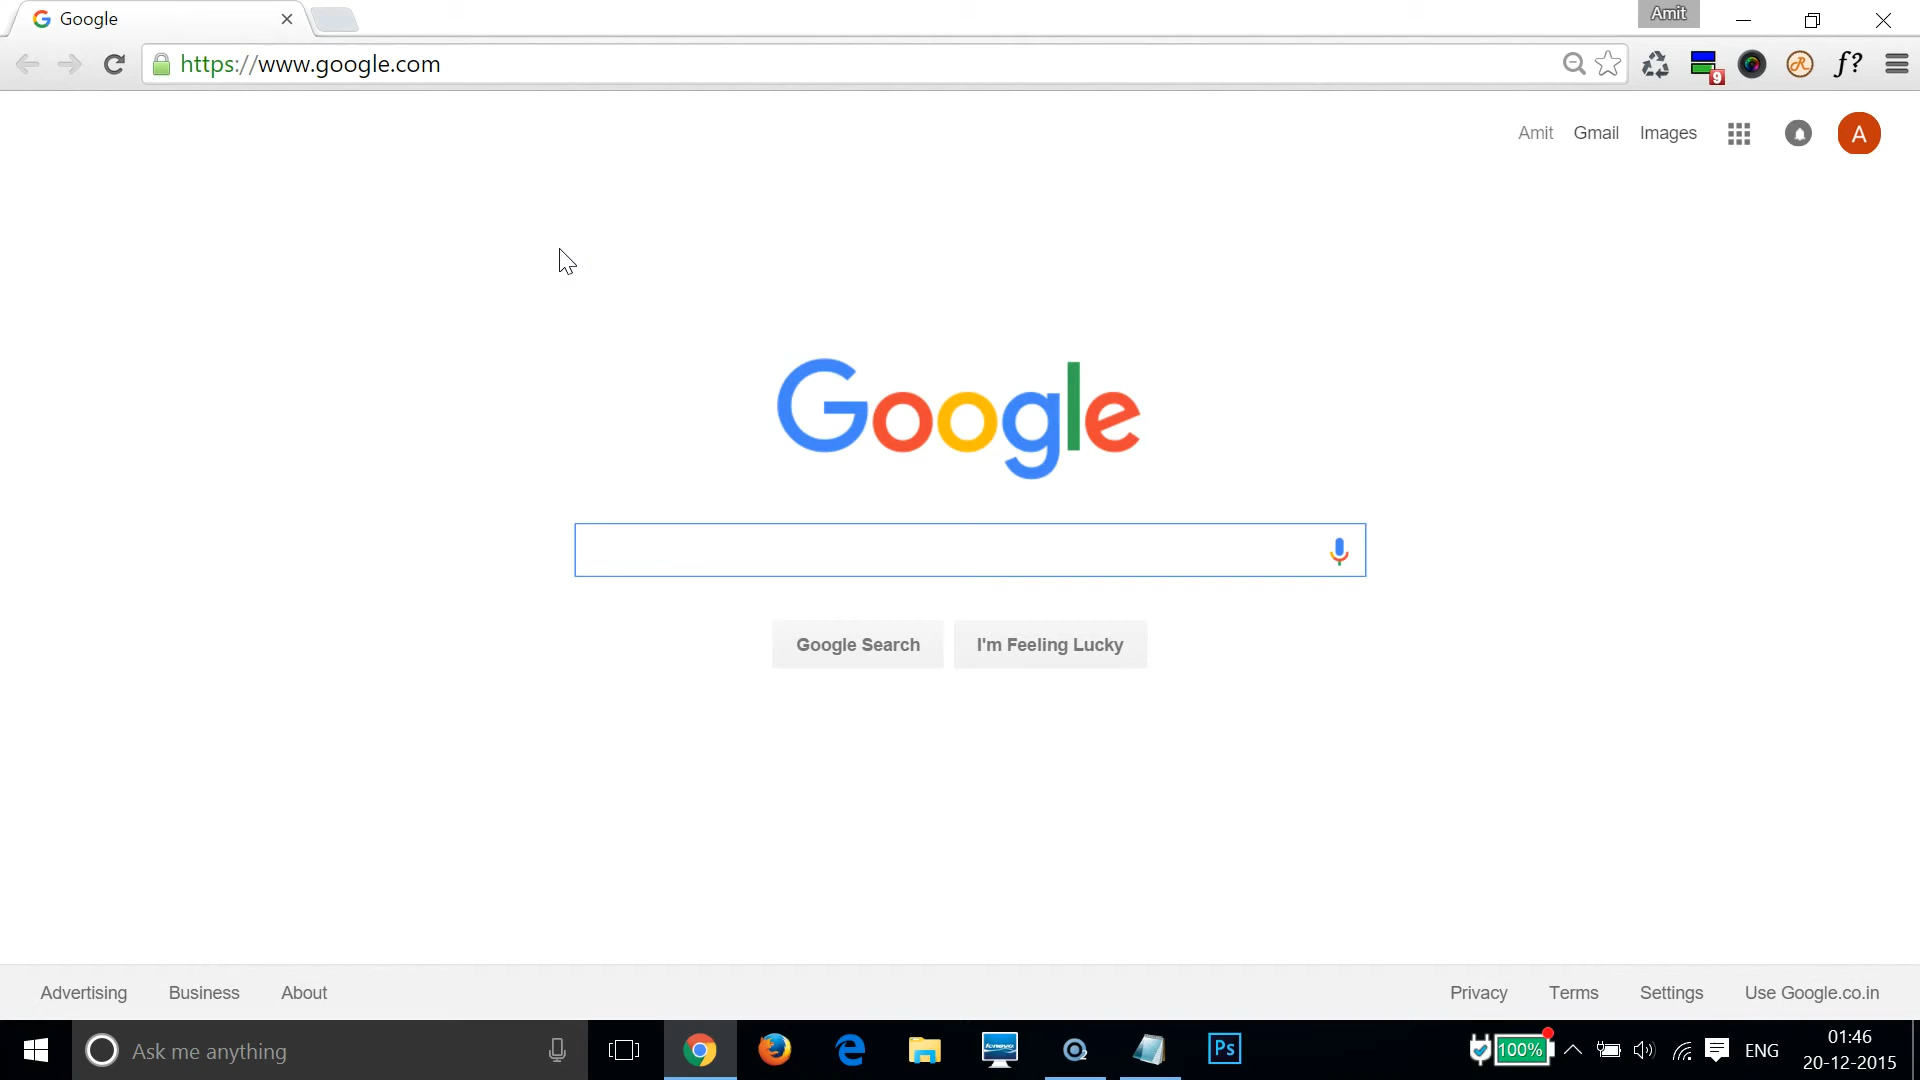 Google
Amit
https://www.google.com
9
f?
Amit Gmail Images
A
Google
Google Search
I'm Feeling Lucky
Advertising Business About
Privacy Terms Settings Use Google.co.in
Ask me anything
Ps
100%
ENG
01:46
20-12-2015